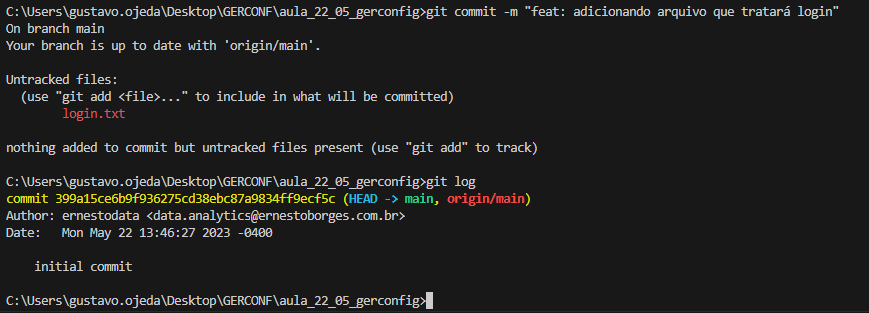 C:\Users\gustavo.ojeda\Desktop\GERCONF\aula_22_05_gerconfig>git commit -m "feat: adicionando arquivo que tratará login"
On branch main
Your branch is up to date with 'origin/main'.
Untracked files:
(use "git add <file>..." to include in what will be committed)
login.txt
nothing added to commit but untracked files present (use "git add" to track)
C:\Users\gustavo.ojeda\Desktop\GERCONF\aula_22_05_gerconfig>git log
commit 399a15ce6b9f936275cd38ebc87a9834ff9ecf5c (HEAD -> main, origin/main)
Author: ernestodata <data.analytics@ernestoborges.com.br>
Date:   Mon May 22 13:46:27 2023 -0400
initial commit
C:\Users\gustavo.ojeda\Desktop\GERCONF\aula_22_05_gerconfig>